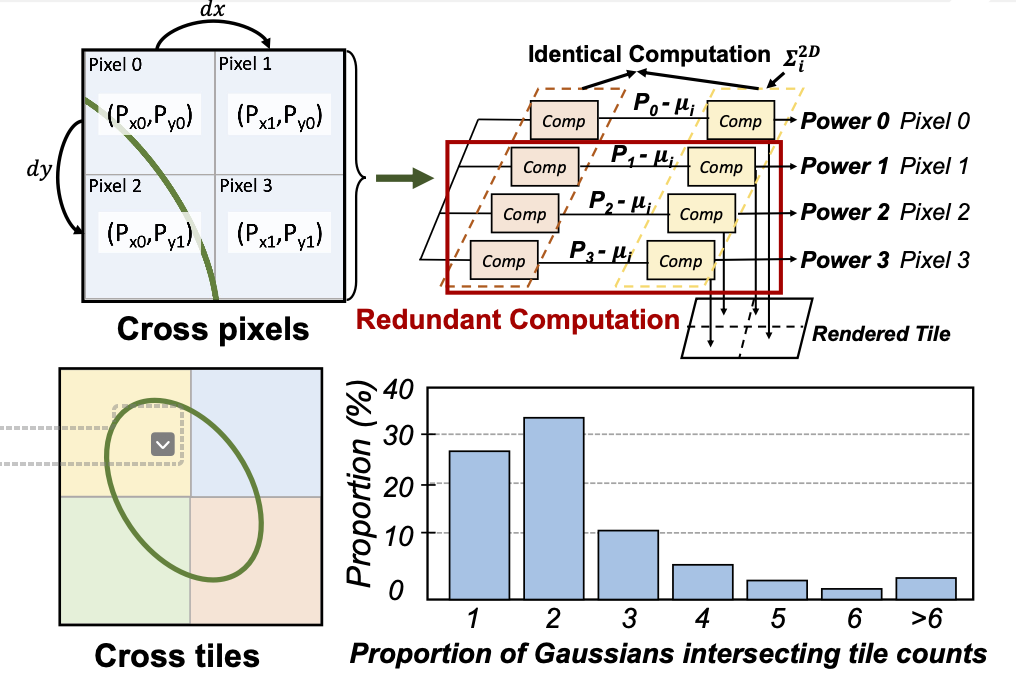 dx
dy
Pixel 0
Pixel 1
(Px0,Py0)
(Px1,Py0)
Pixel 2
Pixel 3
(Px0,Py1)
(Px1,Py1)
Cross pixels
Identical Computation
Σᵢ²ᴰ
Comp
P₀ - μᵢ
Comp
Power 0 Pixel 0
Comp
P₁ - μᵢ
Comp
Power 1 Pixel 1
Comp
P₂ - μᵢ
Comp
Power 2 Pixel 2
Comp
P₃ - μᵢ
Comp
Power 3 Pixel 3
Redundant Computation
Rendered Tile
Cross tiles
Proportion (%)
40
30
20
10
0
1 2 3 4 5 6 >6
Proportion of Gaussians intersecting tile counts